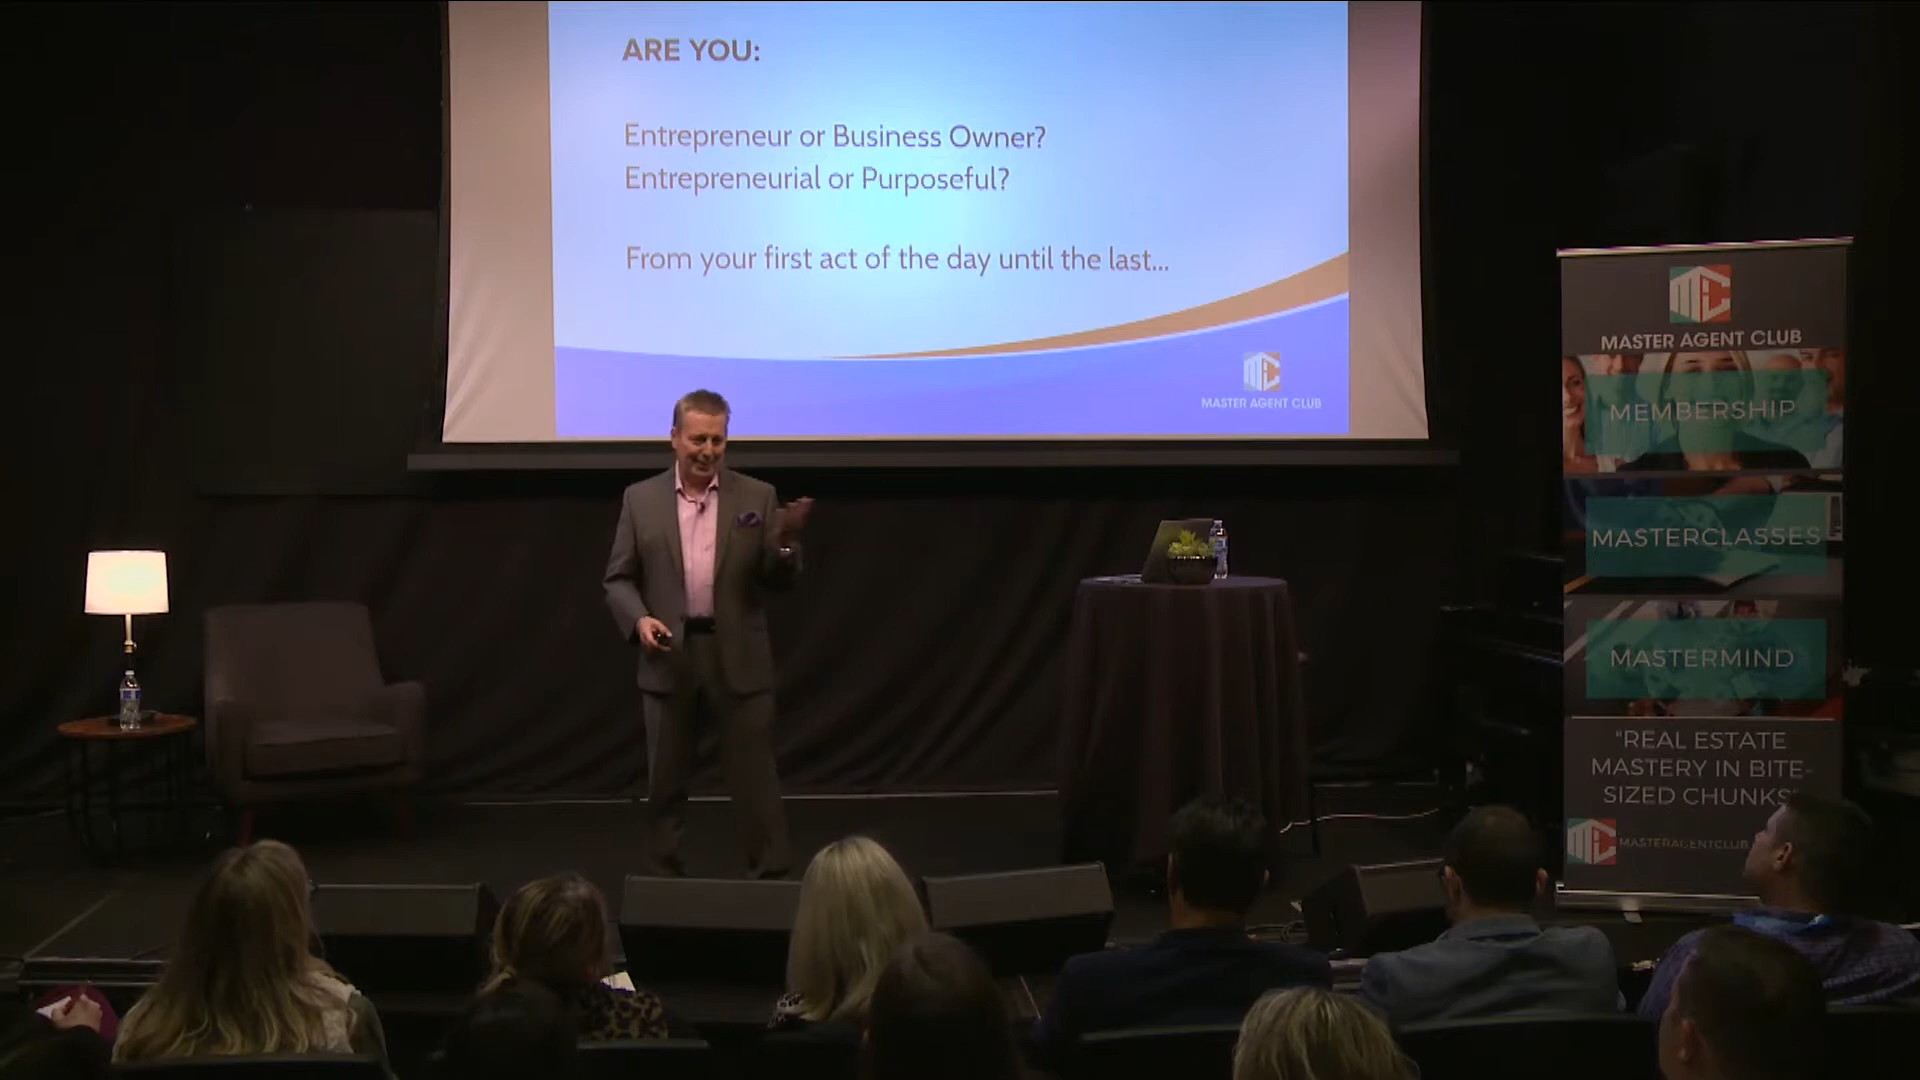 ARE YOU:
Entrepreneur or Business Owner?
Entrepreneurial or Purposeful?
From your first act of the day until the last...
MASTER AGENT CLUB
MASTER AGENT CLUB
MEMBERSHIP
MASTERCLASSES
MASTERMIND
"REAL ESTATE
MASTERY IN BITE-
SIZED CHUNKS"
MASTERAGENTCLUB